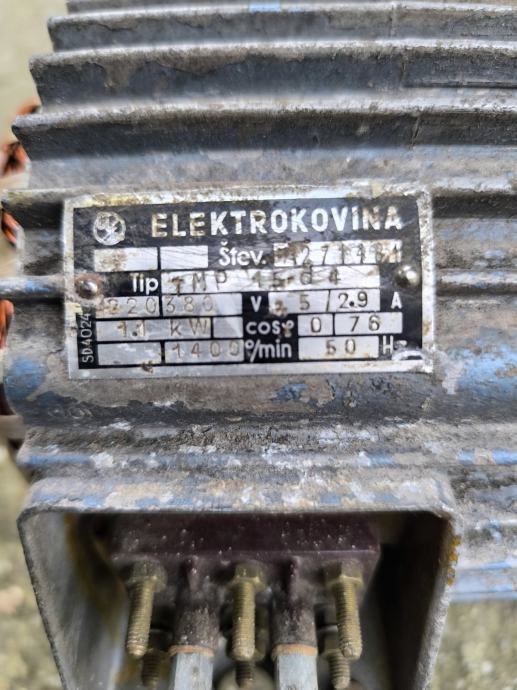 ELEKTROKOVINA
Štev.
Tip
220 380 V 5/2.9 A
1.1 kW cosφ 0 76
1400 °/min 50 Hz
SD4024